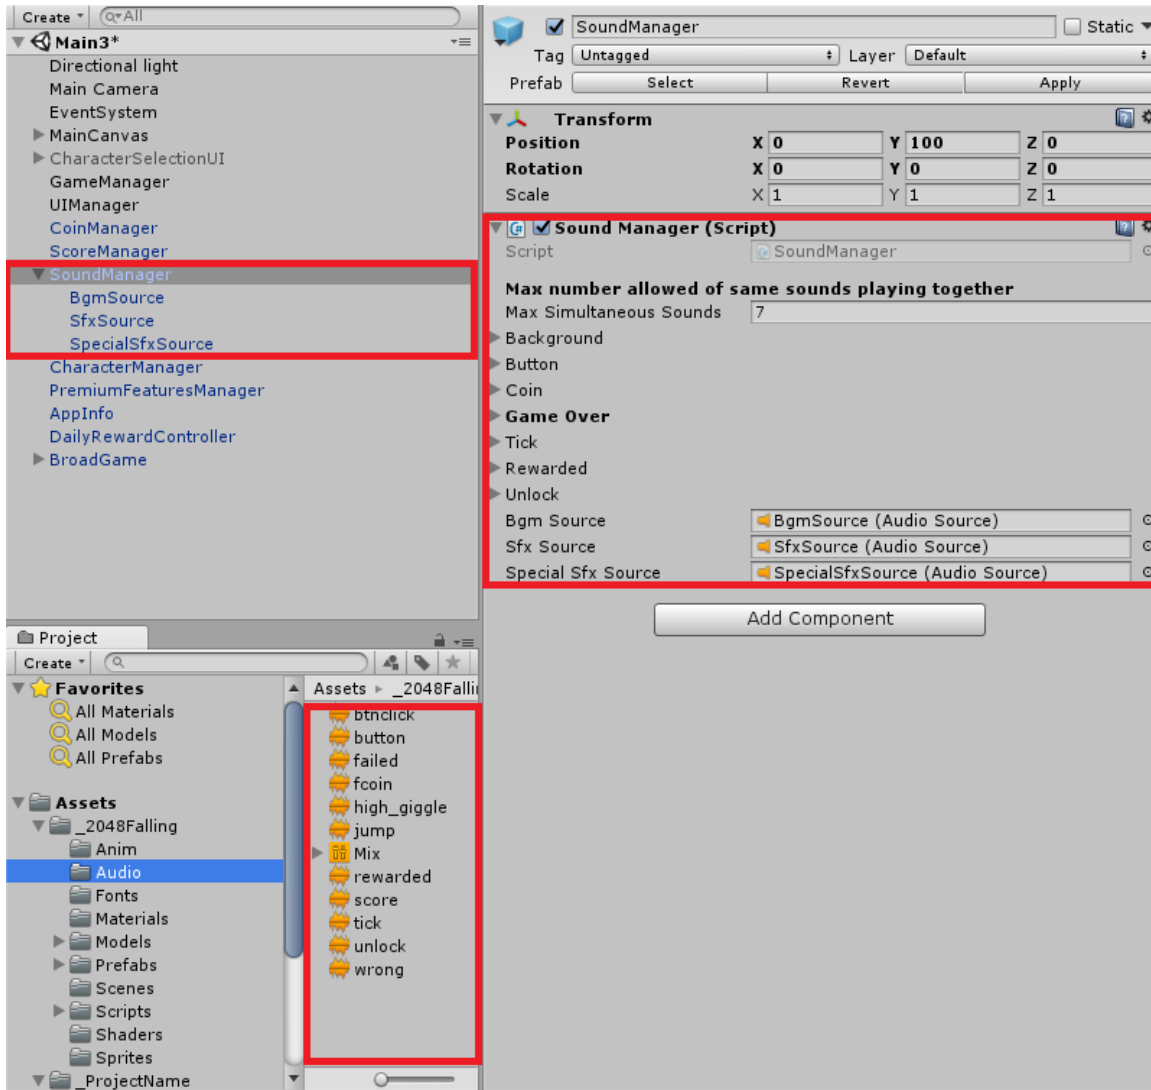 Create
All
Main3*
Directional light
Main Camera
EventSystem
MainCanvas
CharacterSelectionUI
GameManager
UIManager
CoinManager
ScoreManager
SoundManager
BgmSource
SfxSource
SpecialSfxSource
CharacterManager
PremiumFeaturesManager
AppInfo
DailyRewardController
BroadGame
SoundManager Static
Tag Untagged Layer Default
Prefab Select Revert Apply
Transform
Position X 0 Y 100 Z 0
Rotation X 0 Y 0 Z 0
Scale X 1 Y 1 Z 1
Sound Manager (Script)
Script SoundManager
Max number allowed of same sounds playing together
Max Simultaneous Sounds 7
Background
Button
Coin
Game Over
Tick
Rewarded
Unlock
Bgm Source BgmSource (Audio Source)
Sfx Source SfxSource (Audio Source)
Special Sfx Source SpecialSfxSource (Audio Source)
Add Component
Project
Create
Favorites
All Materials
All Models
All Prefabs
Assets
_2048Falling
Anim
Audio
Fonts
Materials
Models
Prefabs
Scenes
Scripts
Shaders
Sprites
_ProjectName
Assets _2048Falli
btnclick
button
failed
fcoin
high_giggle
jump
Mix
rewarded
score
tick
unlock
wrong